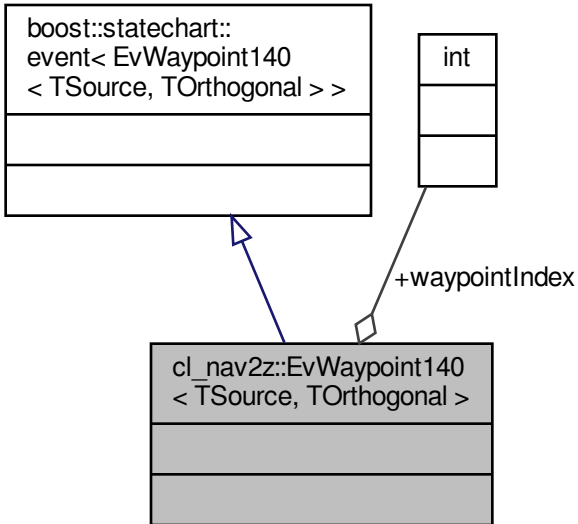 boost::statechart::
event< EvWaypoint140
< TSource, TOrthogonal > >
int
+waypointIndex
cl_nav2z::EvWaypoint140
< TSource, TOrthogonal >